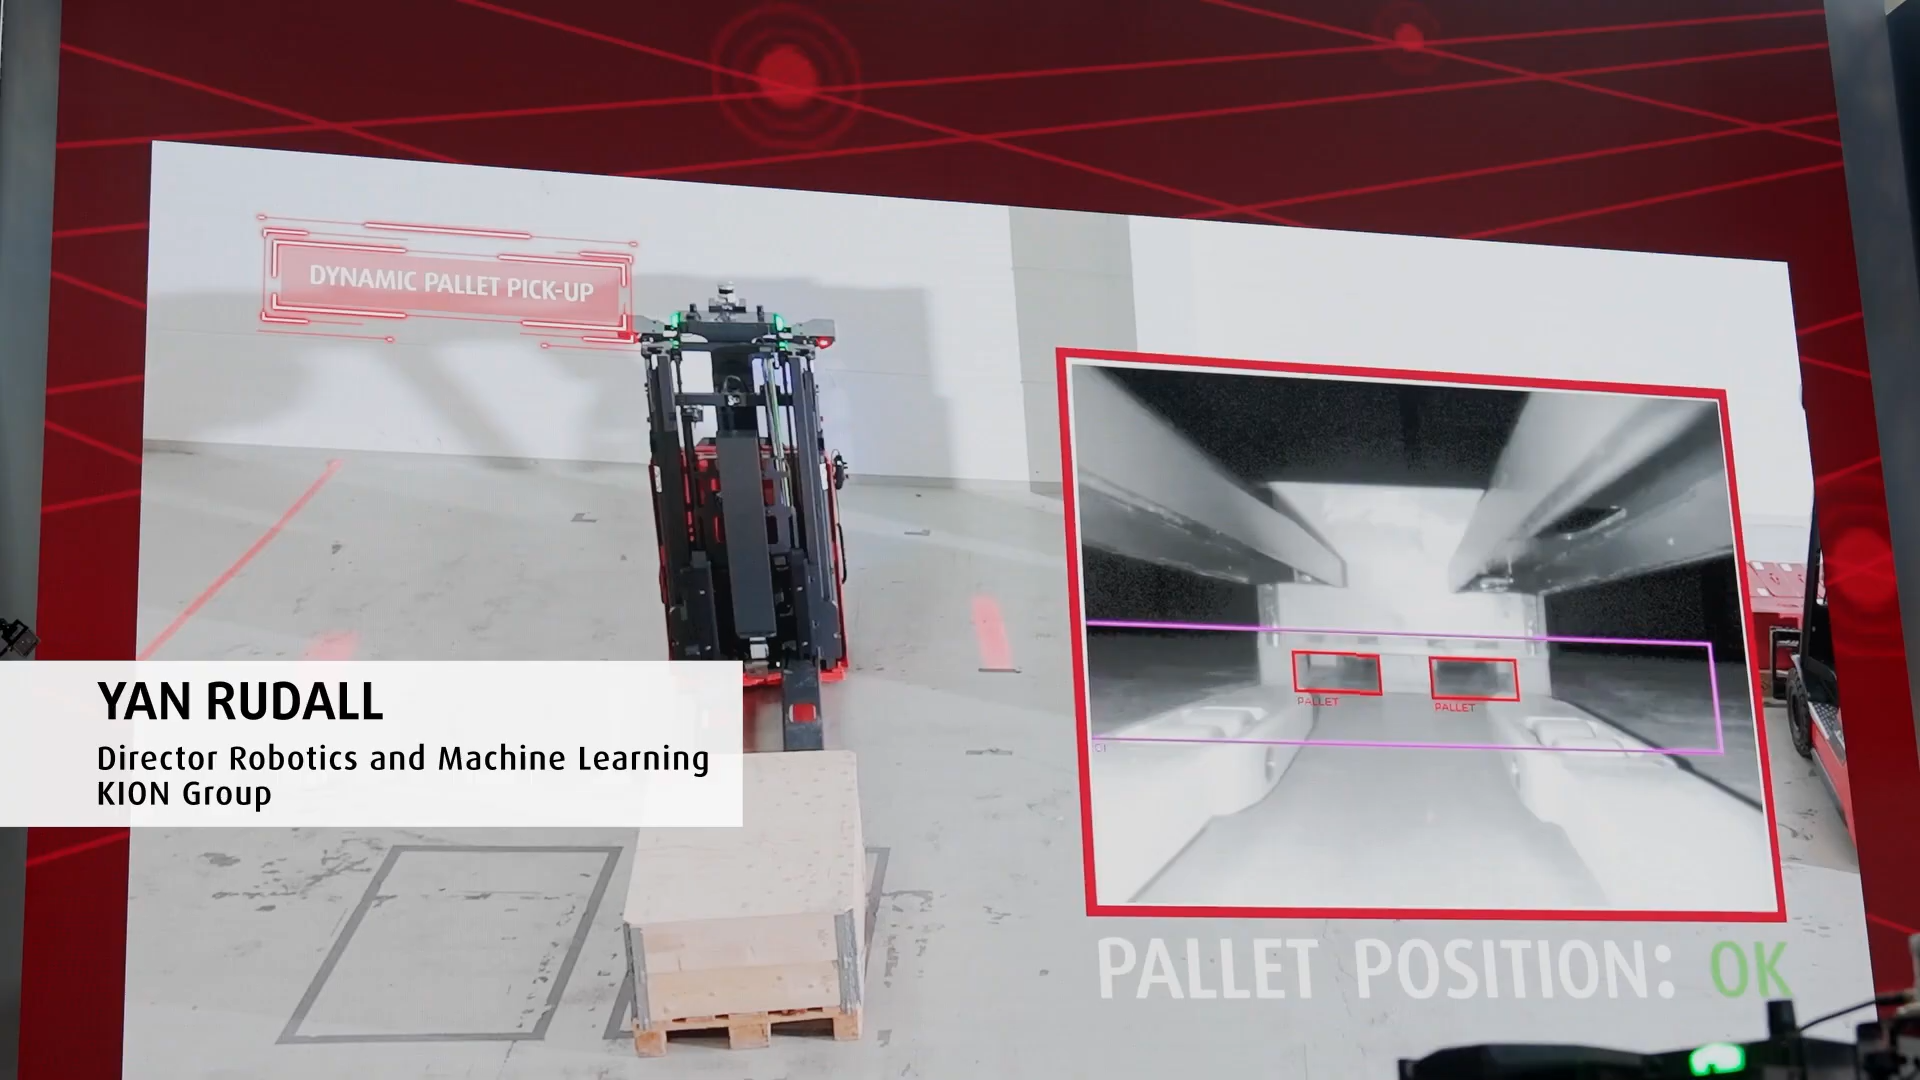 DYNAMIC PALLET PICK-UP
YAN RUDALL
Director Robotics and Machine Learning
KION Group
PALLET
PALLET
PALLET POSITION: OK